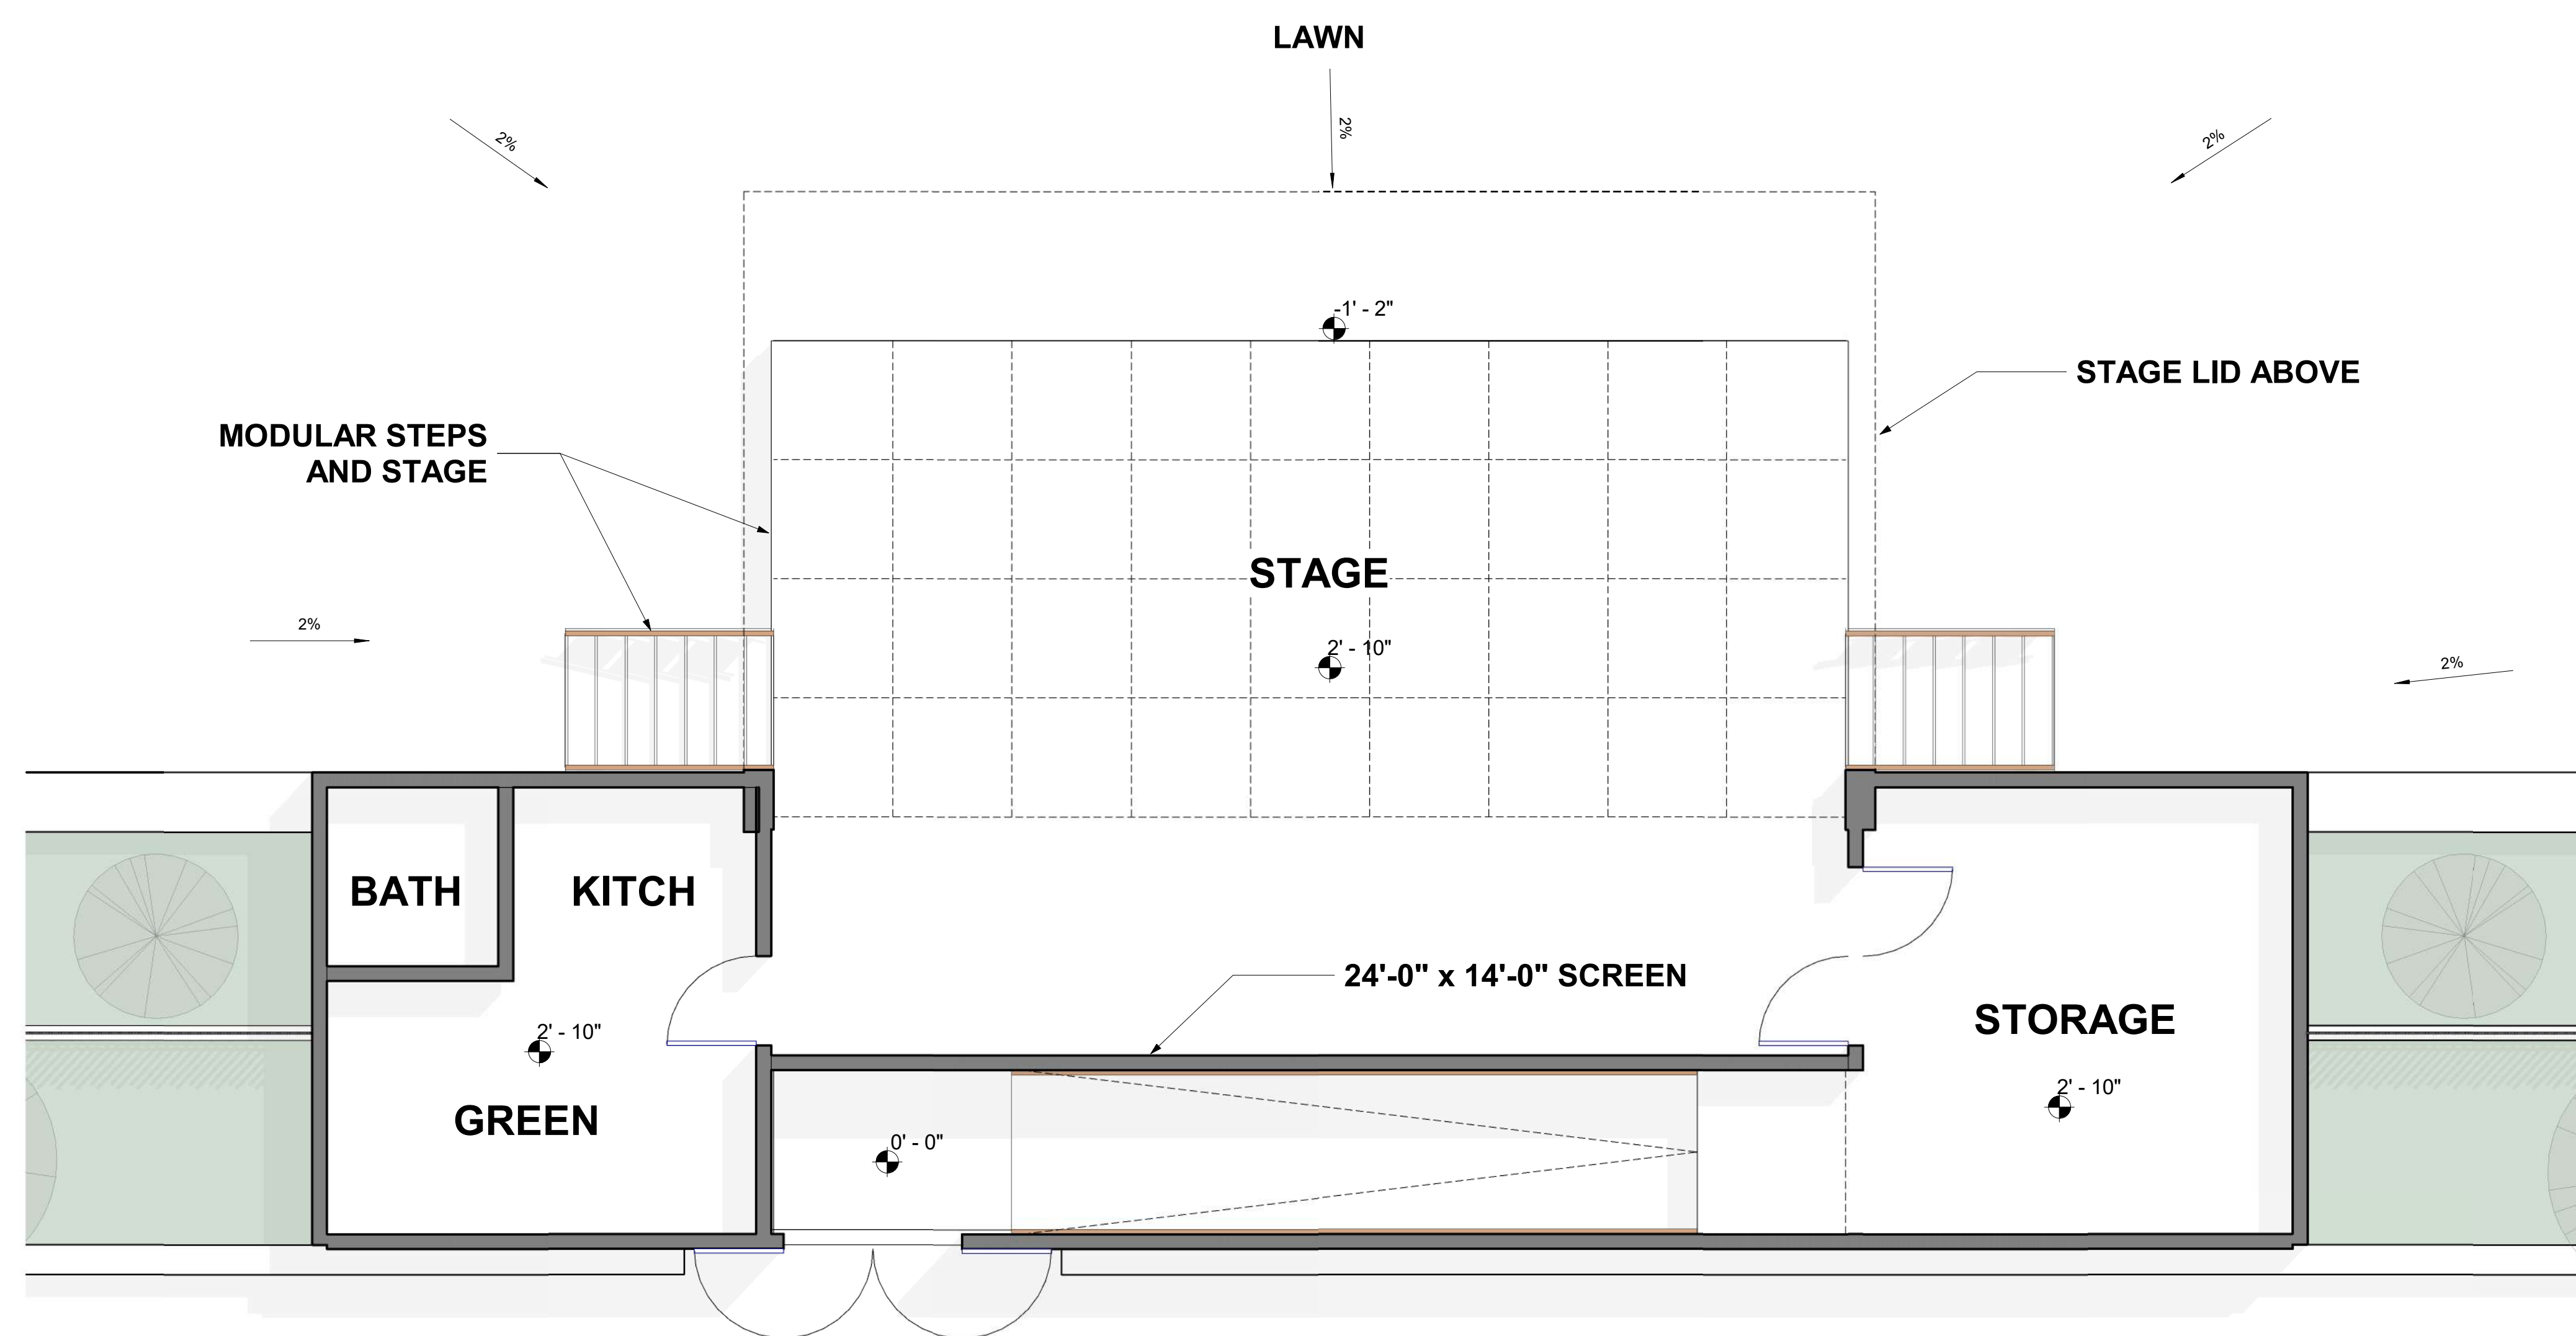 LAWN
2%
2%
2%
-1' - 2"
STAGE LID ABOVE
MODULAR STEPS
AND STAGE
STAGE
2%
2' - 10"
2%
BATH
KITCH
24'-0" x 14'-0" SCREEN
STORAGE
2' - 10"
2' - 10"
GREEN
0' - 0"